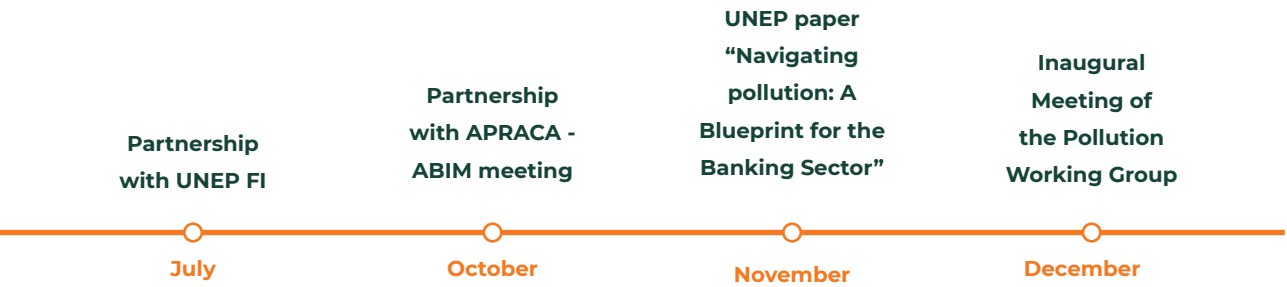 Partnership
with UNEP FI
July
Partnership
with APRACA -
ABIM meeting
October
UNEP paper
“Navigating
pollution: A
Blueprint for the
Banking Sector”
November
Inaugural
Meeting of
the Pollution
Working Group
December